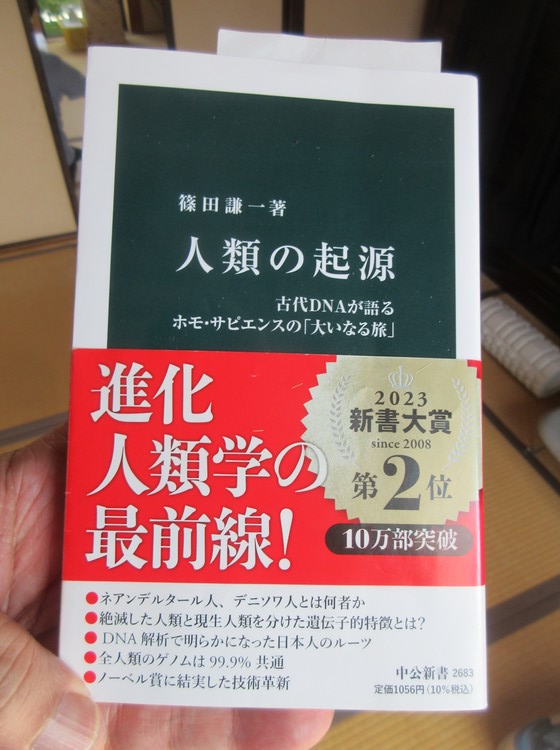 篠田謙一著
人類の起源
古代DNAが語る
ホモ・サピエンスの「大いなる旅」
進化
人類学の
最前線!
2023
新書大賞
since 2008
第2位
10万部突破
●ネアンデルタール人、デニソワ人とは何者か
●絶滅した人類と現生人類を分けた遺伝子的特徴とは?
●DNA解析で明らかになった日本人のルーツ
●全人類のゲノムは99.9%共通
●ノーベル賞に結実した技術革新
中公新書 2683
定価1056円(10%税込)